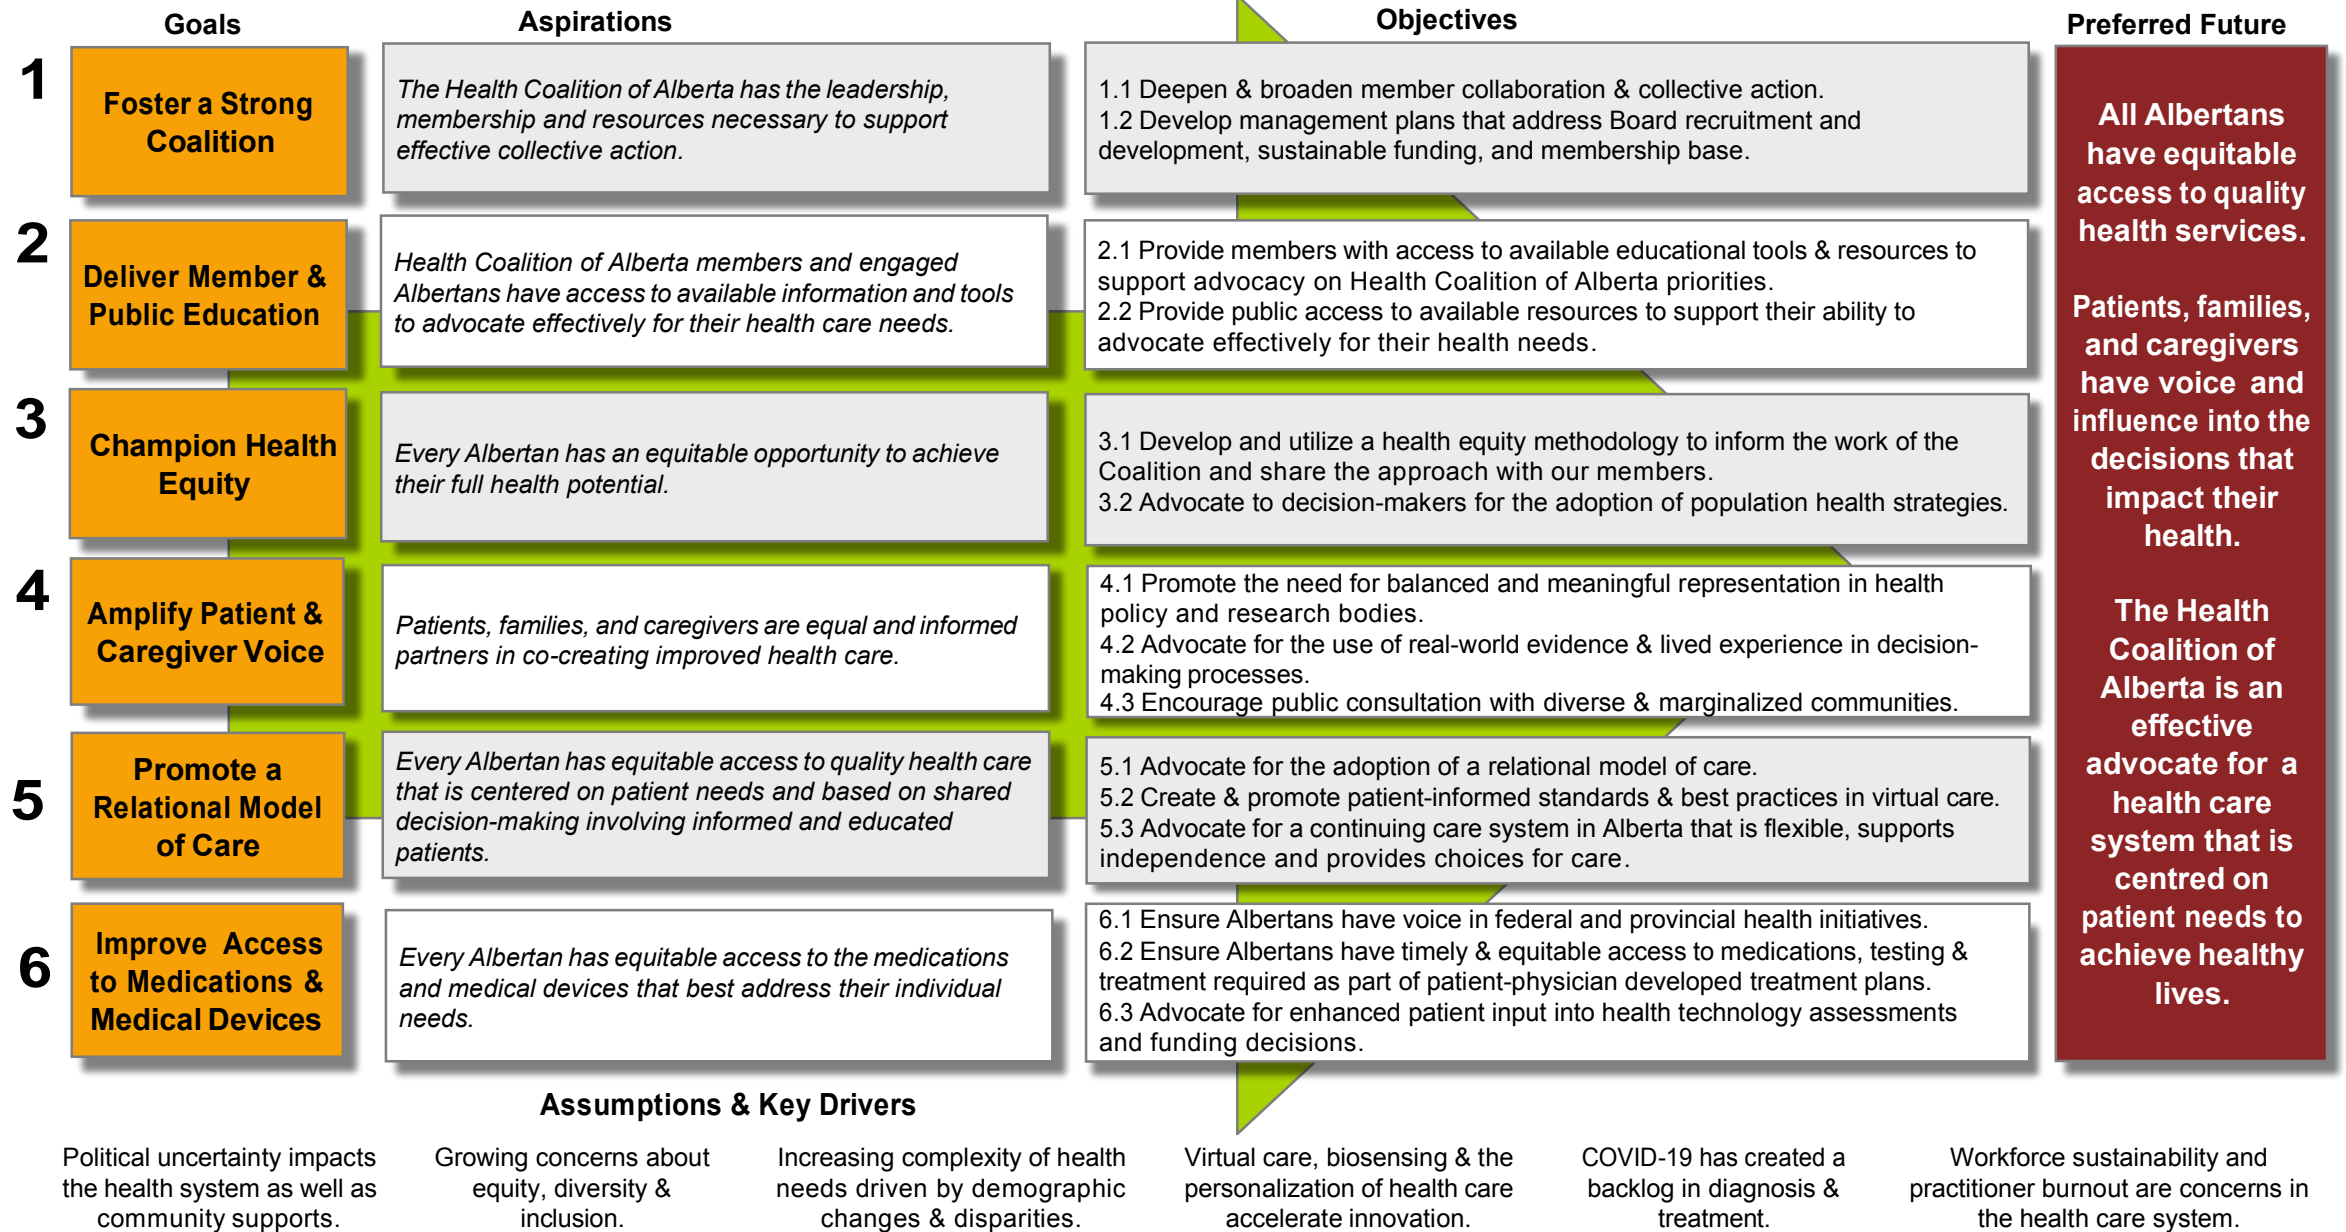 Goals
Aspirations
Objectives
Preferred Future
1
Foster a Strong
Coalition
The Health Coalition of Alberta has the leadership,
membership and resources necessary to support
effective collective action.
1.1 Deepen & broaden member collaboration & collective action.
1.2 Develop management plans that address Board recruitment and
development, sustainable funding, and membership base.
2
Deliver Member &
Public Education
Health Coalition of Alberta members and engaged
Albertans have access to available information and tools
to advocate effectively for their health care needs.
2.1 Provide members with access to available educational tools & resources to
support advocacy on Health Coalition of Alberta priorities.
2.2 Provide public access to available resources to support their ability to
advocate effectively for their health needs.
3
Champion Health
Equity
Every Albertan has an equitable opportunity to achieve
their full health potential.
3.1 Develop and utilize a health equity methodology to inform the work of the
Coalition and share the approach with our members.
3.2 Advocate to decision-makers for the adoption of population health strategies.
4
Amplify Patient &
Caregiver Voice
Patients, families, and caregivers are equal and informed
partners in co-creating improved health care.
4.1 Promote the need for balanced and meaningful representation in health
policy and research bodies.
4.2 Advocate for the use of real-world evidence & lived experience in decision-
making processes.
4.3 Encourage public consultation with diverse & marginalized communities.
5
Promote a
Relational Model
of Care
Every Albertan has equitable access to quality health care
that is centered on patient needs and based on shared
decision-making involving informed and educated
patients.
5.1 Advocate for the adoption of a relational model of care.
5.2 Create & promote patient-informed standards & best practices in virtual care.
5.3 Advocate for a continuing care system in Alberta that is flexible, supports
independence and provides choices for care.
6
Improve Access
to Medications &
Medical Devices
Every Albertan has equitable access to the medications
and medical devices that best address their individual
needs.
6.1 Ensure Albertans have voice in federal and provincial health initiatives.
6.2 Ensure Albertans have timely & equitable access to medications, testing &
treatment required as part of patient-physician developed treatment plans.
6.3 Advocate for enhanced patient input into health technology assessments
and funding decisions.
All Albertans
have equitable
access to quality
health services.
Patients, families,
and caregivers
have voice and
influence into the
decisions that
impact their
health.
The Health
Coalition of
Alberta is an
effective
advocate for a
health care
system that is
centred on
patient needs to
achieve healthy
lives.
Assumptions & Key Drivers
Political uncertainty impacts
the health system as well as
community supports.
Growing concerns about
equity, diversity &
inclusion.
Increasing complexity of health
needs driven by demographic
changes & disparities.
Virtual care, biosensing & the
personalization of health care
accelerate innovation.
COVID-19 has created a
backlog in diagnosis &
treatment.
Workforce sustainability and
practitioner burnout are concerns in
the health care system.